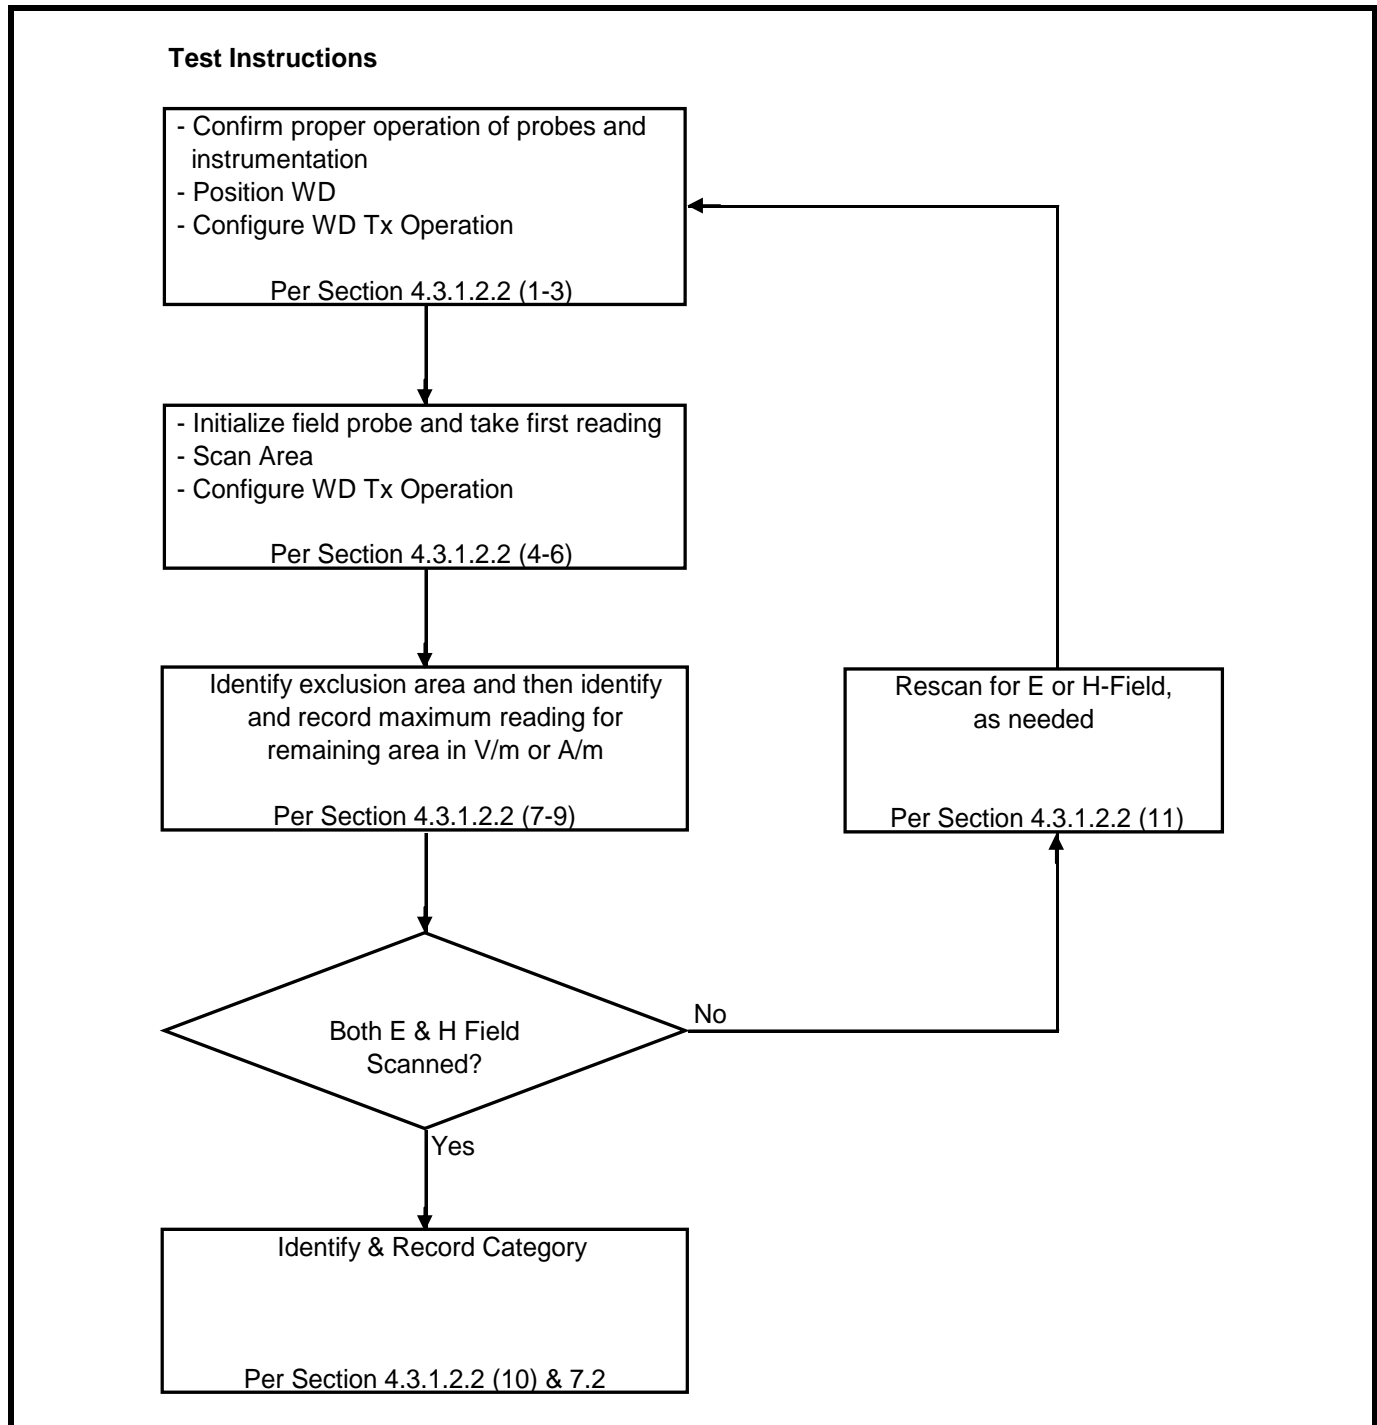 Test Instructions
- Confirm proper operation of probes and
instrumentation
- Position WD
- Configure WD Tx Operation
Per Section 4.3.1.2.2 (1-3)
- Initialize field probe and take first reading
- Scan Area
- Configure WD Tx Operation
Per Section 4.3.1.2.2 (4-6)
Identify exclusion area and then identify
and record maximum reading for
remaining area in V/m or A/m
Per Section 4.3.1.2.2 (7-9)
Rescan for E or H-Field,
as needed
Per Section 4.3.1.2.2 (11)
Both E & H Field
Scanned?
No
Yes
Identify & Record Category
Per Section 4.3.1.2.2 (10) & 7.2